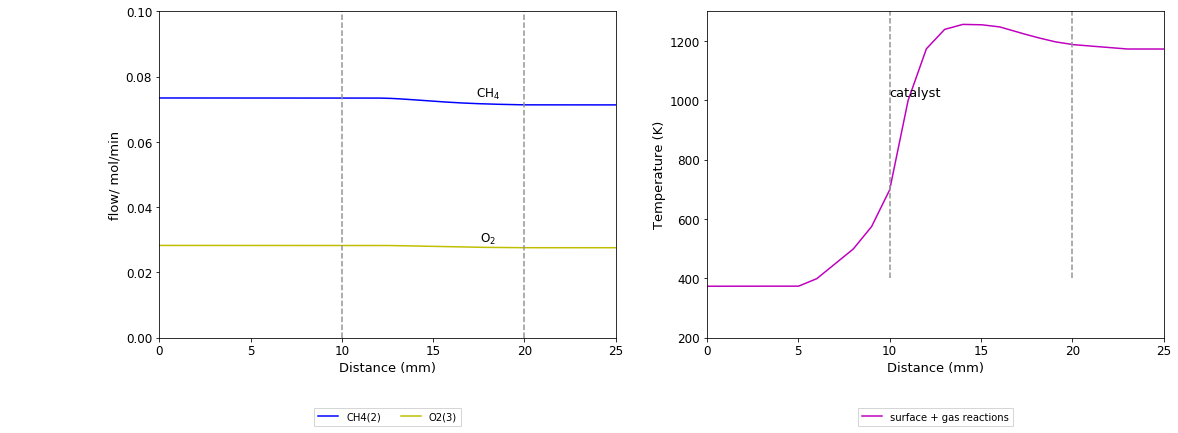 0.10
0.08
0.06
0.04
0.02
0.00
flow/ mol/min
CH₄
O₂
0 5 10 15 20 25
Distance (mm)
CH4(2) O2(3)
1200
1000
800
600
400
200
Temperature (K)
catalyst
0 5 10 15 20 25
Distance (mm)
surface + gas reactions